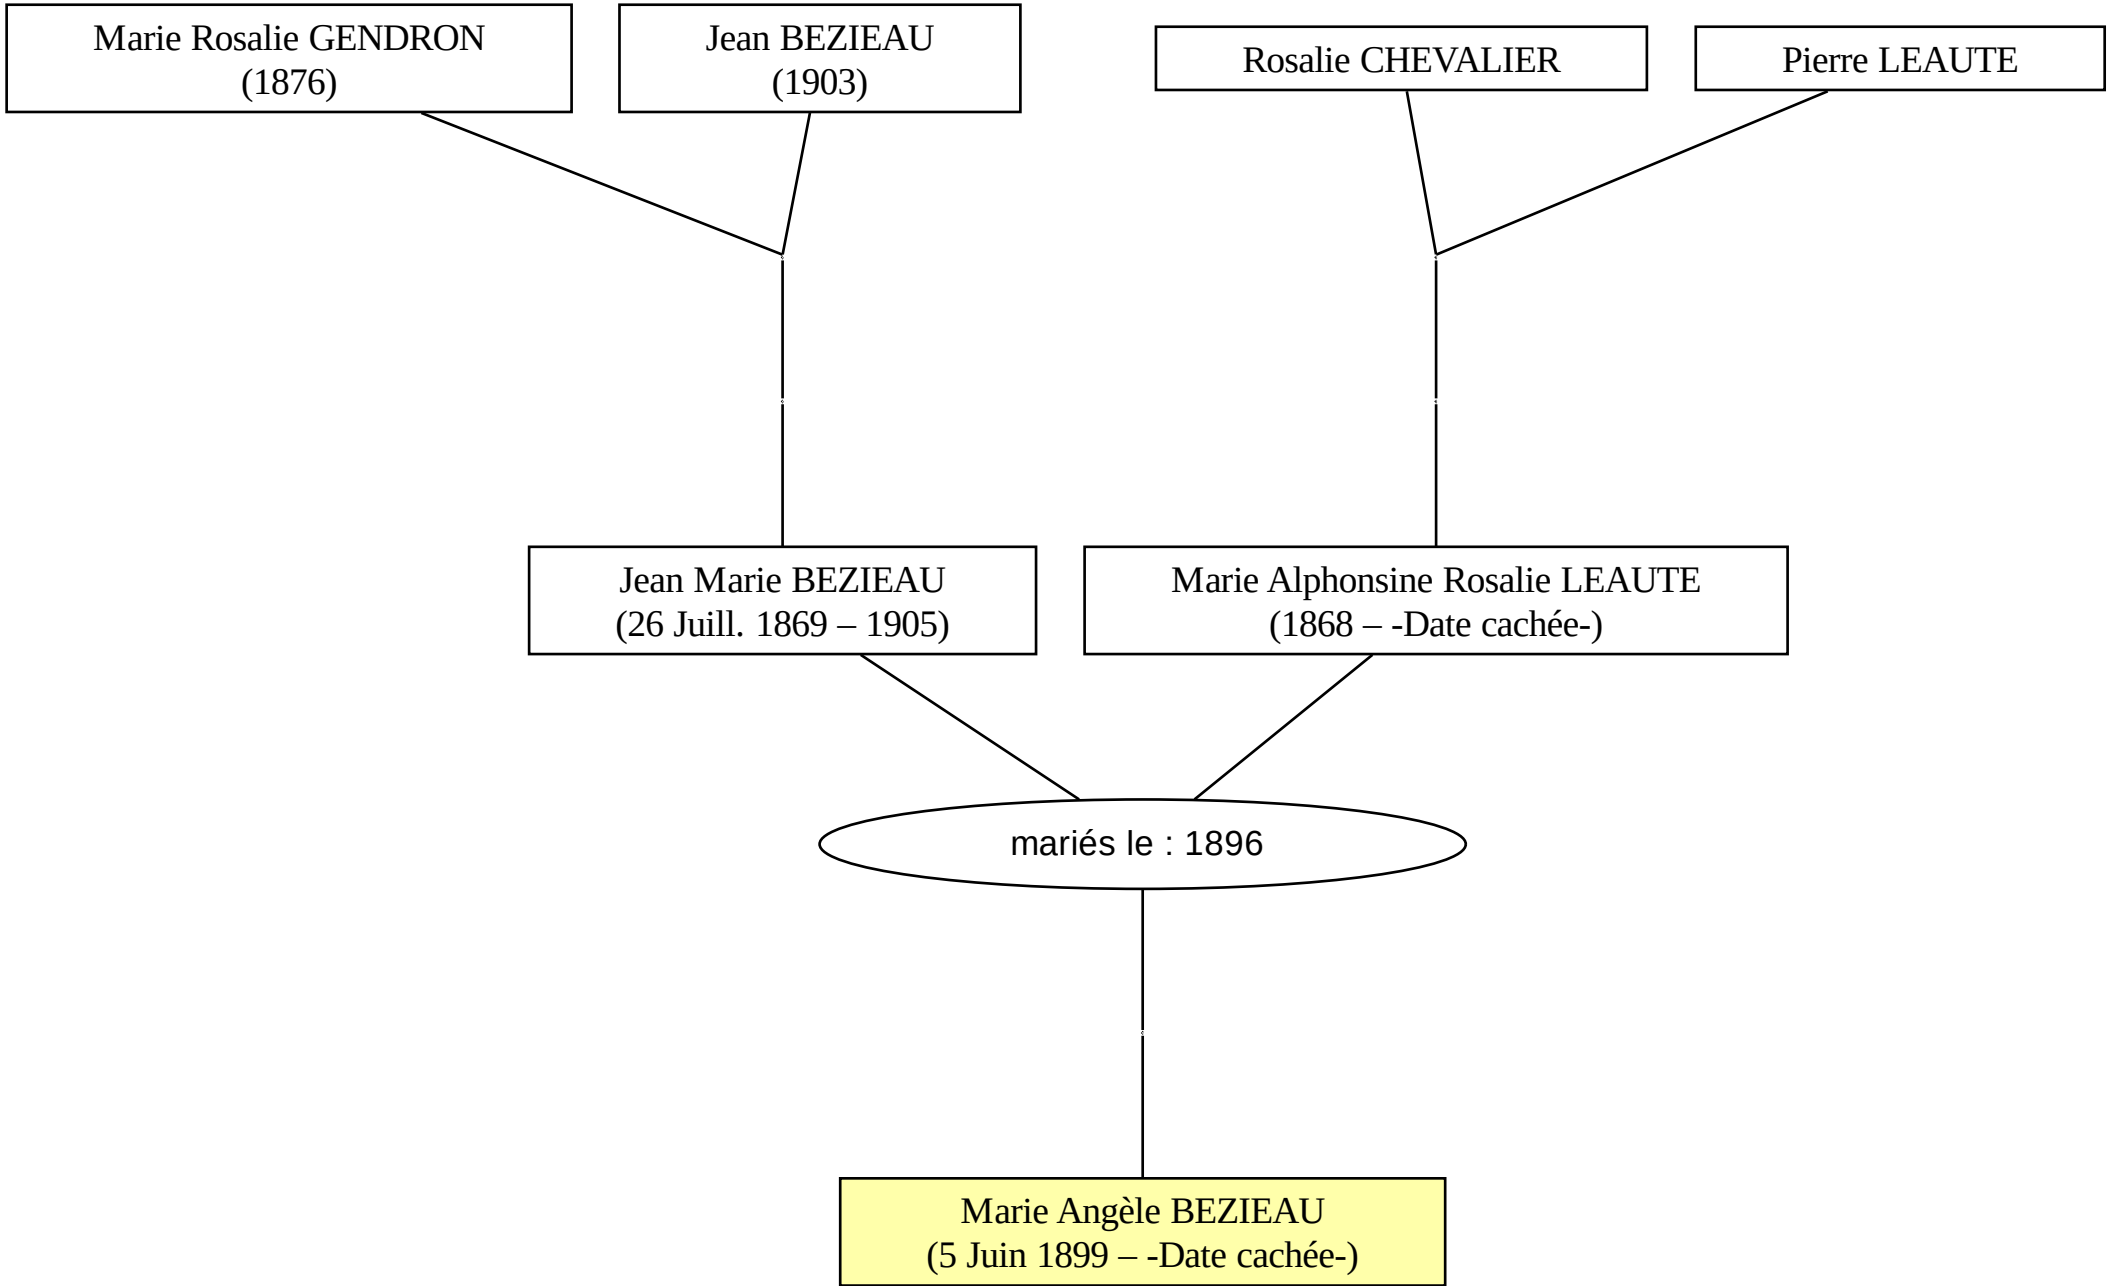 Marie Rosalie GENDRON
(1876)
Jean BEZIEAU
(1903)
Rosalie CHEVALIER
Pierre LEAUTE
Jean Marie BEZIEAU
(26 Juill. 1869 – 1905)
Marie Alphonsine Rosalie LEAUTE
(1868 – -Date cachée-)
mariés le : 1896
Marie Angèle BEZIEAU
(5 Juin 1899 – -Date cachée-)